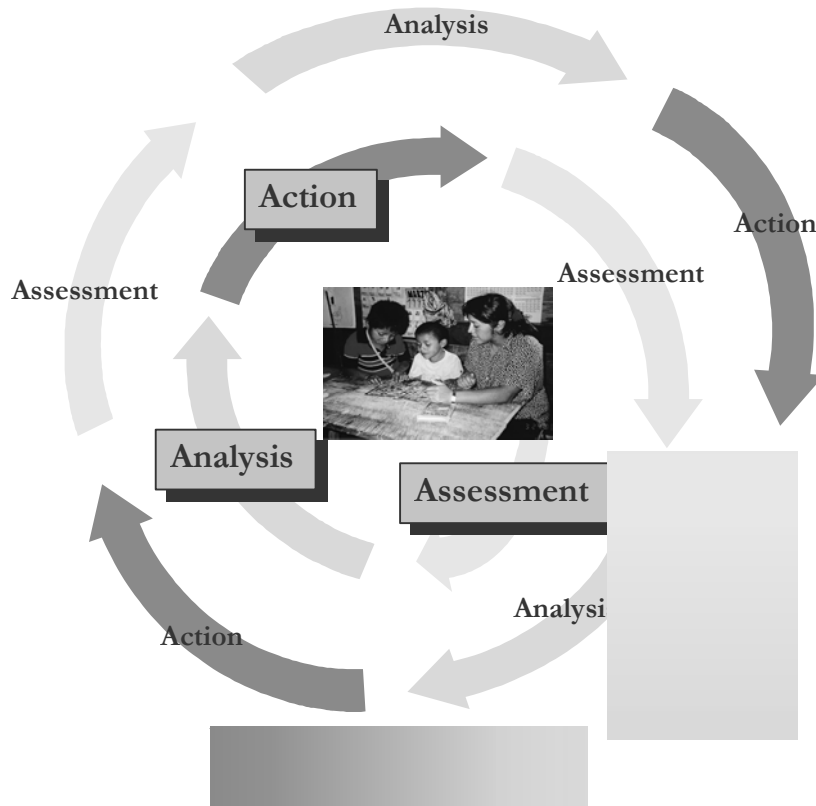 Analysis
Action
Action
Assessment
Assessment
Analysis
Assessment
Analysi
Action